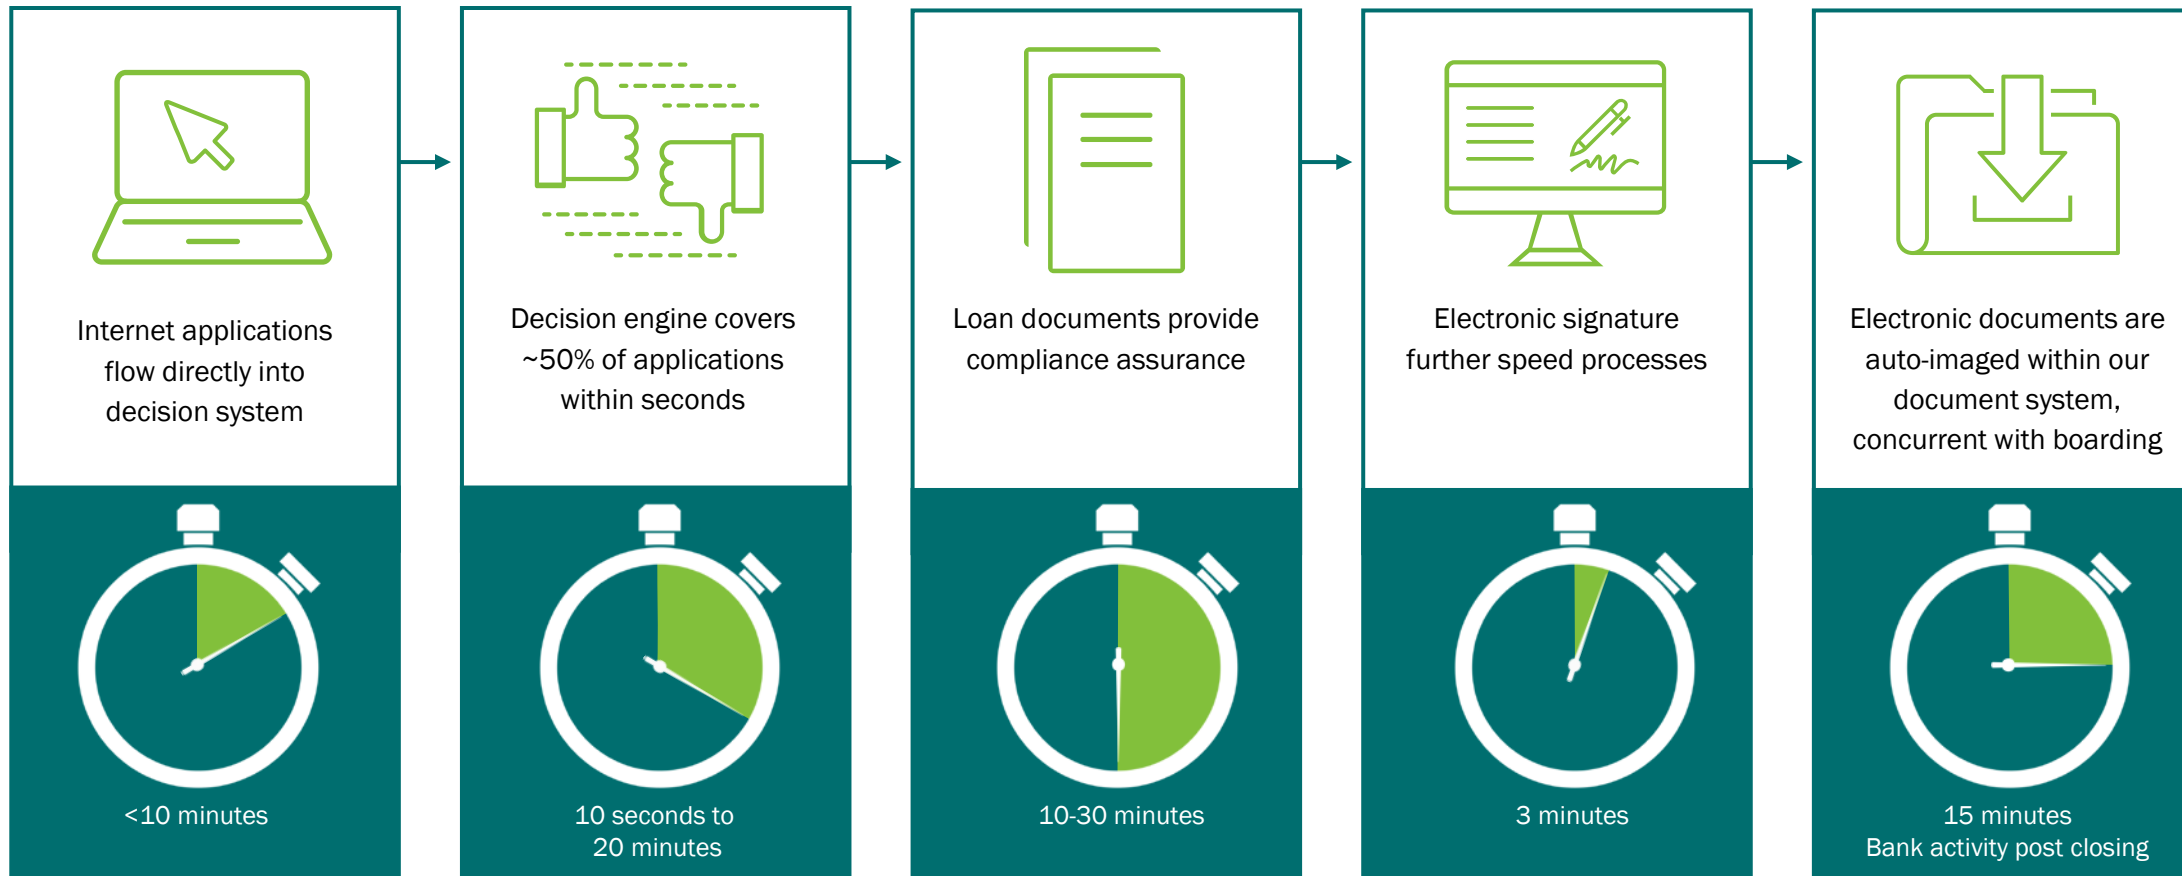 Internet applications
flow directly into
decision system
<10 minutes
Decision engine covers
~50% of applications
within seconds
10 seconds to
20 minutes
Loan documents provide
compliance assurance
10-30 minutes
Electronic signature
further speed processes
3 minutes
Electronic documents are
auto-imaged within our
document system,
concurrent with boarding
15 minutes
Bank activity post closing